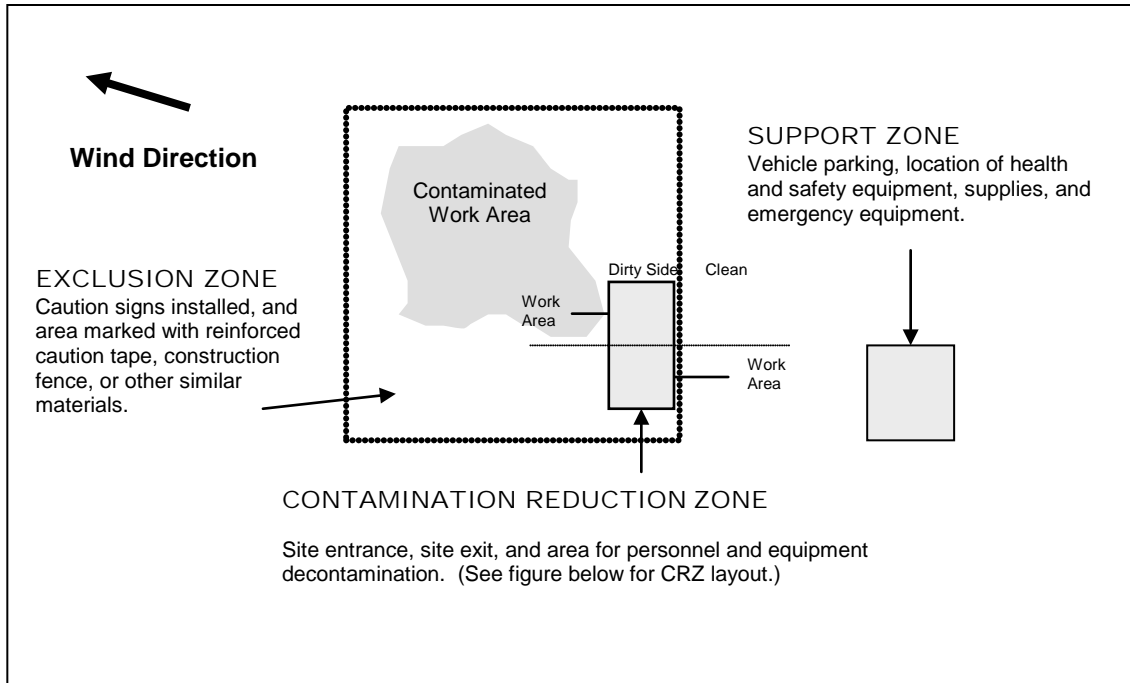 Wind Direction
SUPPORT ZONE
Vehicle parking, location of health
and safety equipment, supplies, and
emergency equipment.
Contaminated
Work Area
EXCLUSION ZONE
Caution signs installed, and
area marked with reinforced
caution tape, construction
fence, or other similar
materials.
Dirty Side
Clean
Work
Area
Work
Area
CONTAMINATION REDUCTION ZONE
Site entrance, site exit, and area for personnel and equipment
decontamination. (See figure below for CRZ layout.)